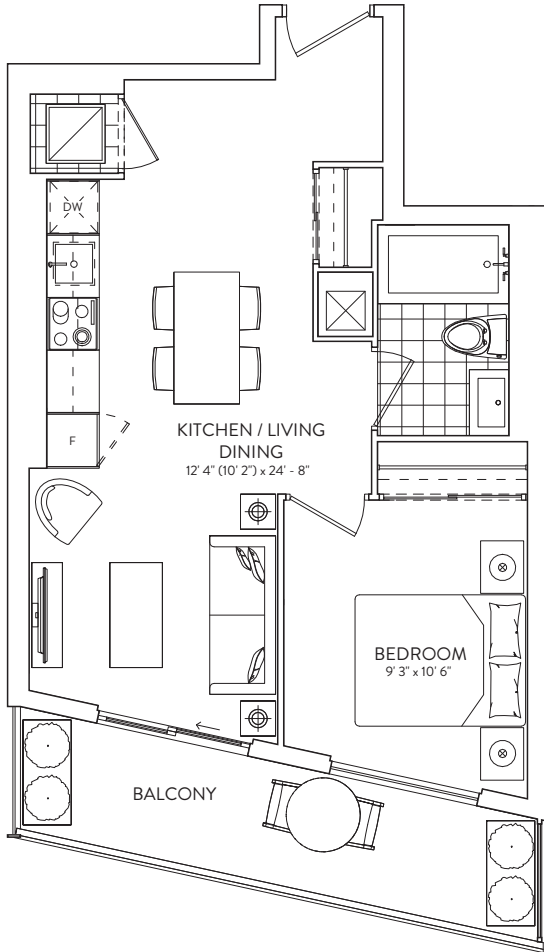 DW
F
KITCHEN / LIVING
DINING
12' 4" (10' 2") x 24' - 8"
BEDROOM
9' 3" x 10' 6"
BALCONY